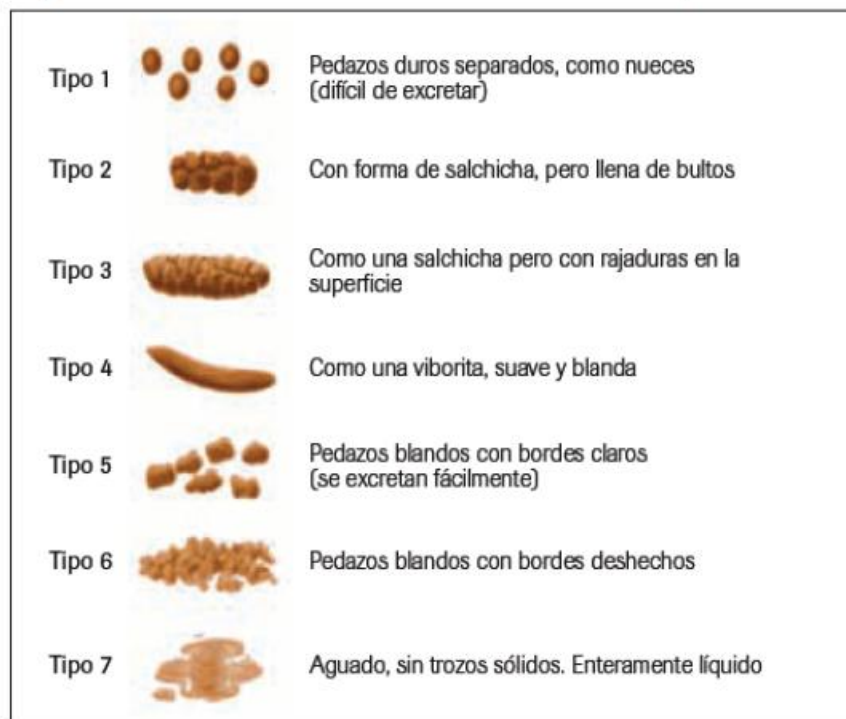 Tipo 1
Pedazos duros separados, como nueces
(difícil de excretar)
Tipo 2
Con forma de salchicha, pero llena de bultos
Tipo 3
Como una salchicha pero con rajaduras en la
superficie
Tipo 4
Como una viborita, suave y blanda
Tipo 5
Pedazos blandos con bordes claros
(se excretan fácilmente)
Tipo 6
Pedazos blandos con bordes deshechos
Tipo 7
Aguado, sin trozos sólidos. Enteramente líquido